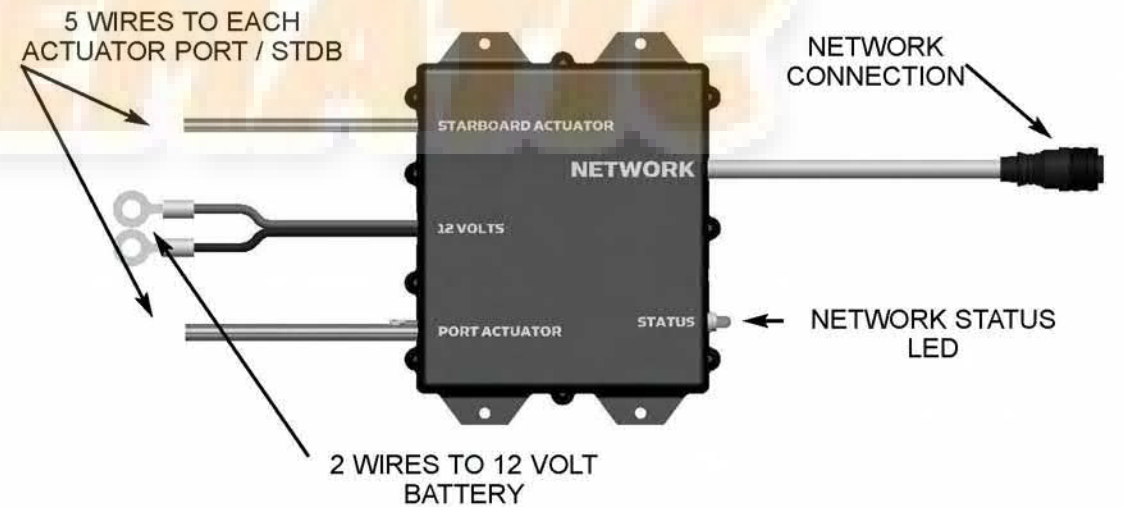 5 WIRES TO EACH
ACTUATOR PORT / STDB
NETWORK
CONNECTION
STARBOARD ACTUATOR
NETWORK
12 VOLTS
PORT ACTUATOR
STATUS
NETWORK STATUS
LED
2 WIRES TO 12 VOLT
BATTERY